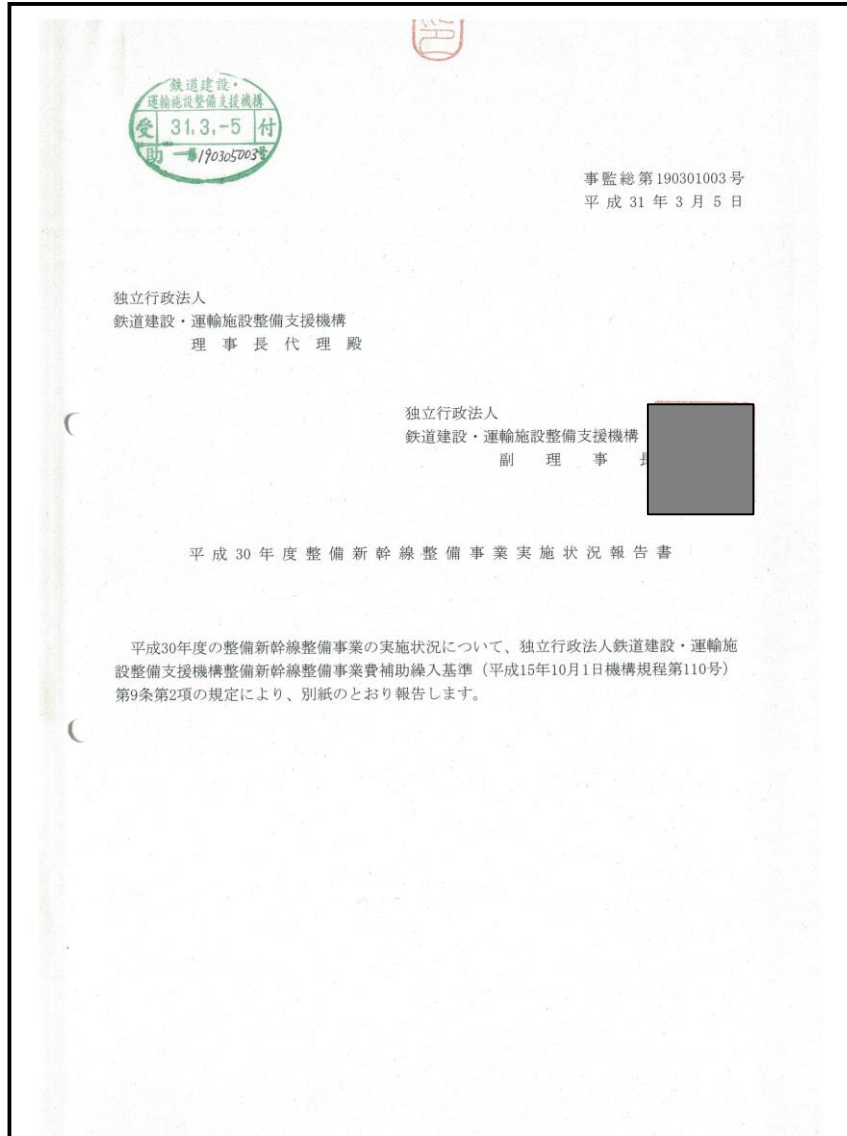 鉄道建設・
運輸施設整備支援機構
受 31.3.-5 付
助 第190305003号
事監総第190301003号
平成31年3月5日
独立行政法人
鉄道建設・運輸施設整備支援機構
理事長代理殿
独立行政法人
鉄道建設・運輸施設整備支援機構
副理事長
平成30年度整備新幹線整備事業実施状況報告書
平成30年度の整備新幹線整備事業の実施状況について、独立行政法人鉄道建設・運輸施
設整備支援機構整備新幹線整備事業費補助繰入基準（平成15年10月1日機構規程第110号）
第9条第2項の規定により、別紙のとおり報告します。